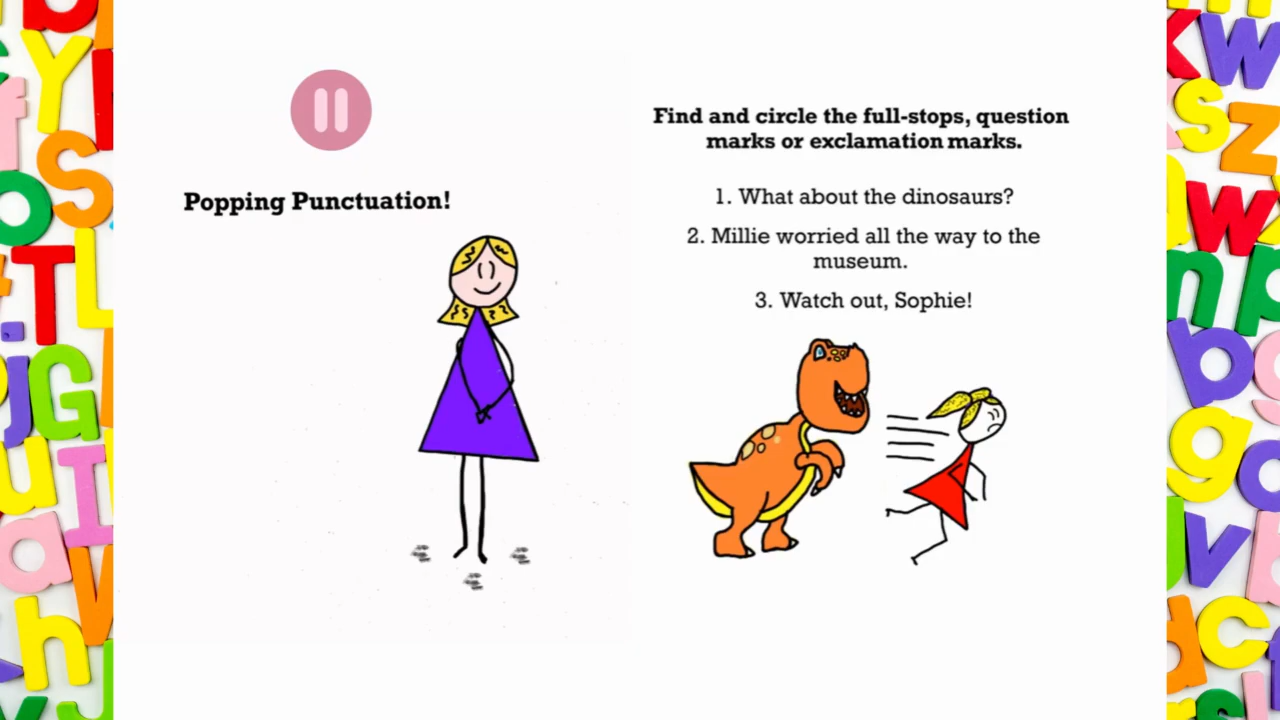 Popping Punctuation!
Find and circle the full-stops, question
marks or exclamation marks.
1. What about the dinosaurs?
2. Millie worried all the way to the
museum.
3. Watch out, Sophie!